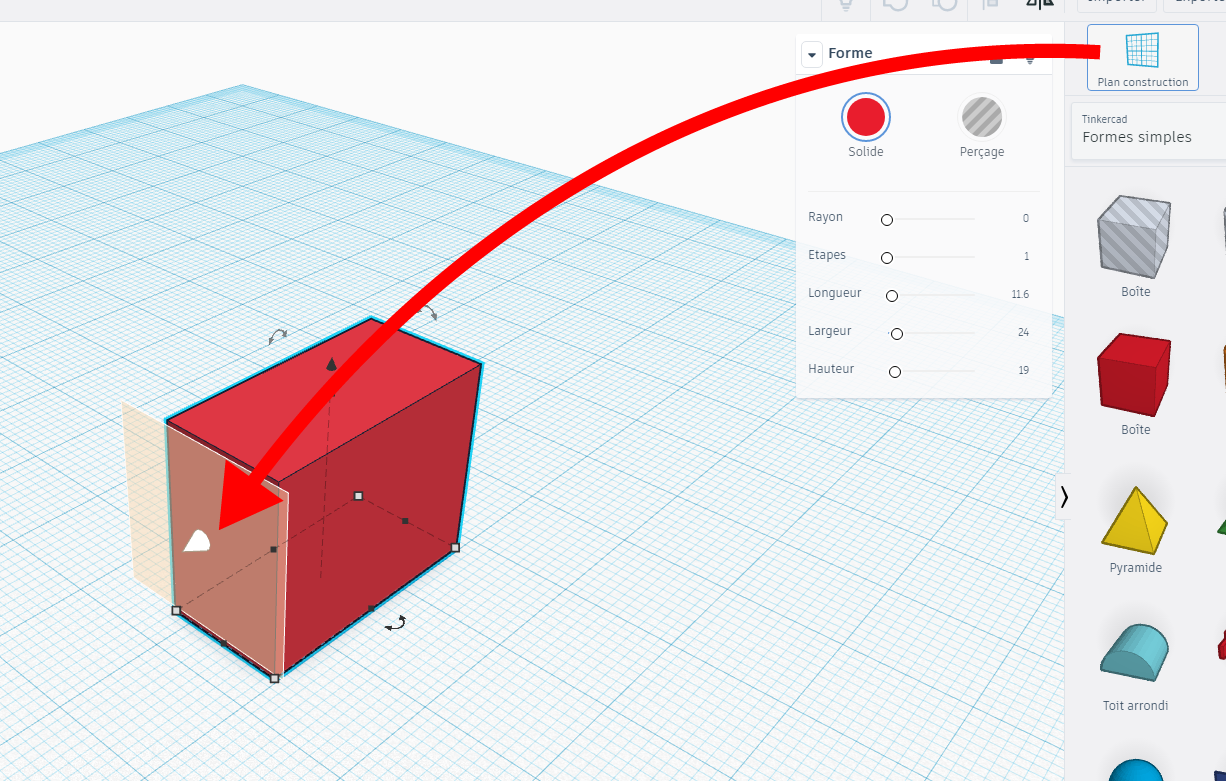 Forme
Solide
Perçage
Rayon 0
Etapes 1
Longueur 11.6
Largeur 24
Hauteur 19
Plan construction
Tinkercad
Formes simples
Boîte
Boîte
Pyramide
Toit arrondi